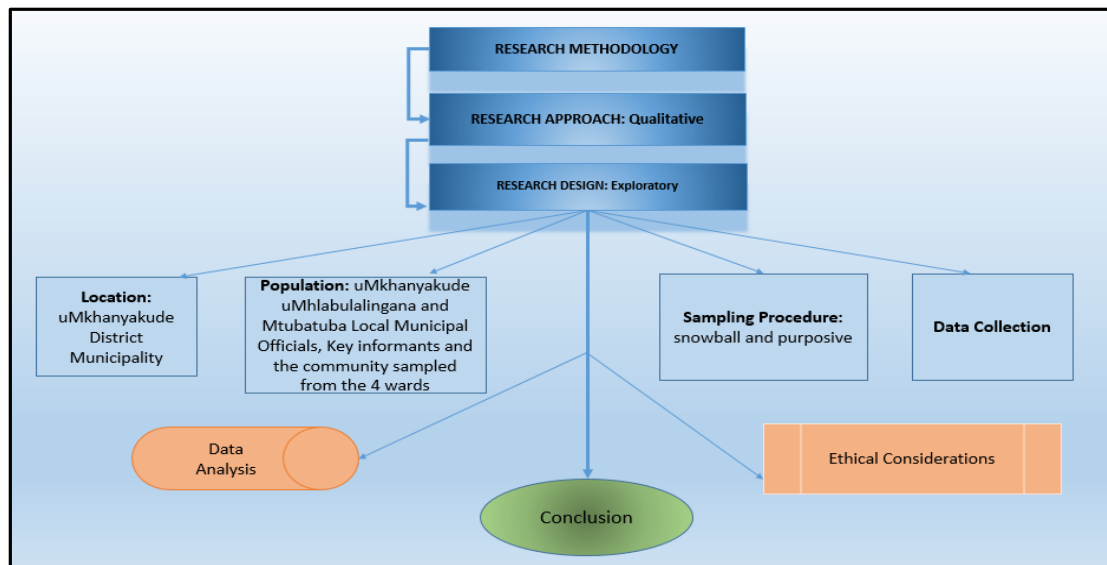 RESEARCH METHODOLOGY
RESEARCH APPROACH: Qualitative
RESEARCH DESIGN: Exploratory
Location:
uMkhanyakude
District
Municipality
Population: uMkhanyakude
uMhlabulalingana and
Mtubatuba Local Municipal
Officials, Key informants and
the community sampled
from the 4 wards
Sampling Procedure:
snowball and purposive
Data Collection
Data
Analysis
Ethical Considerations
Conclusion